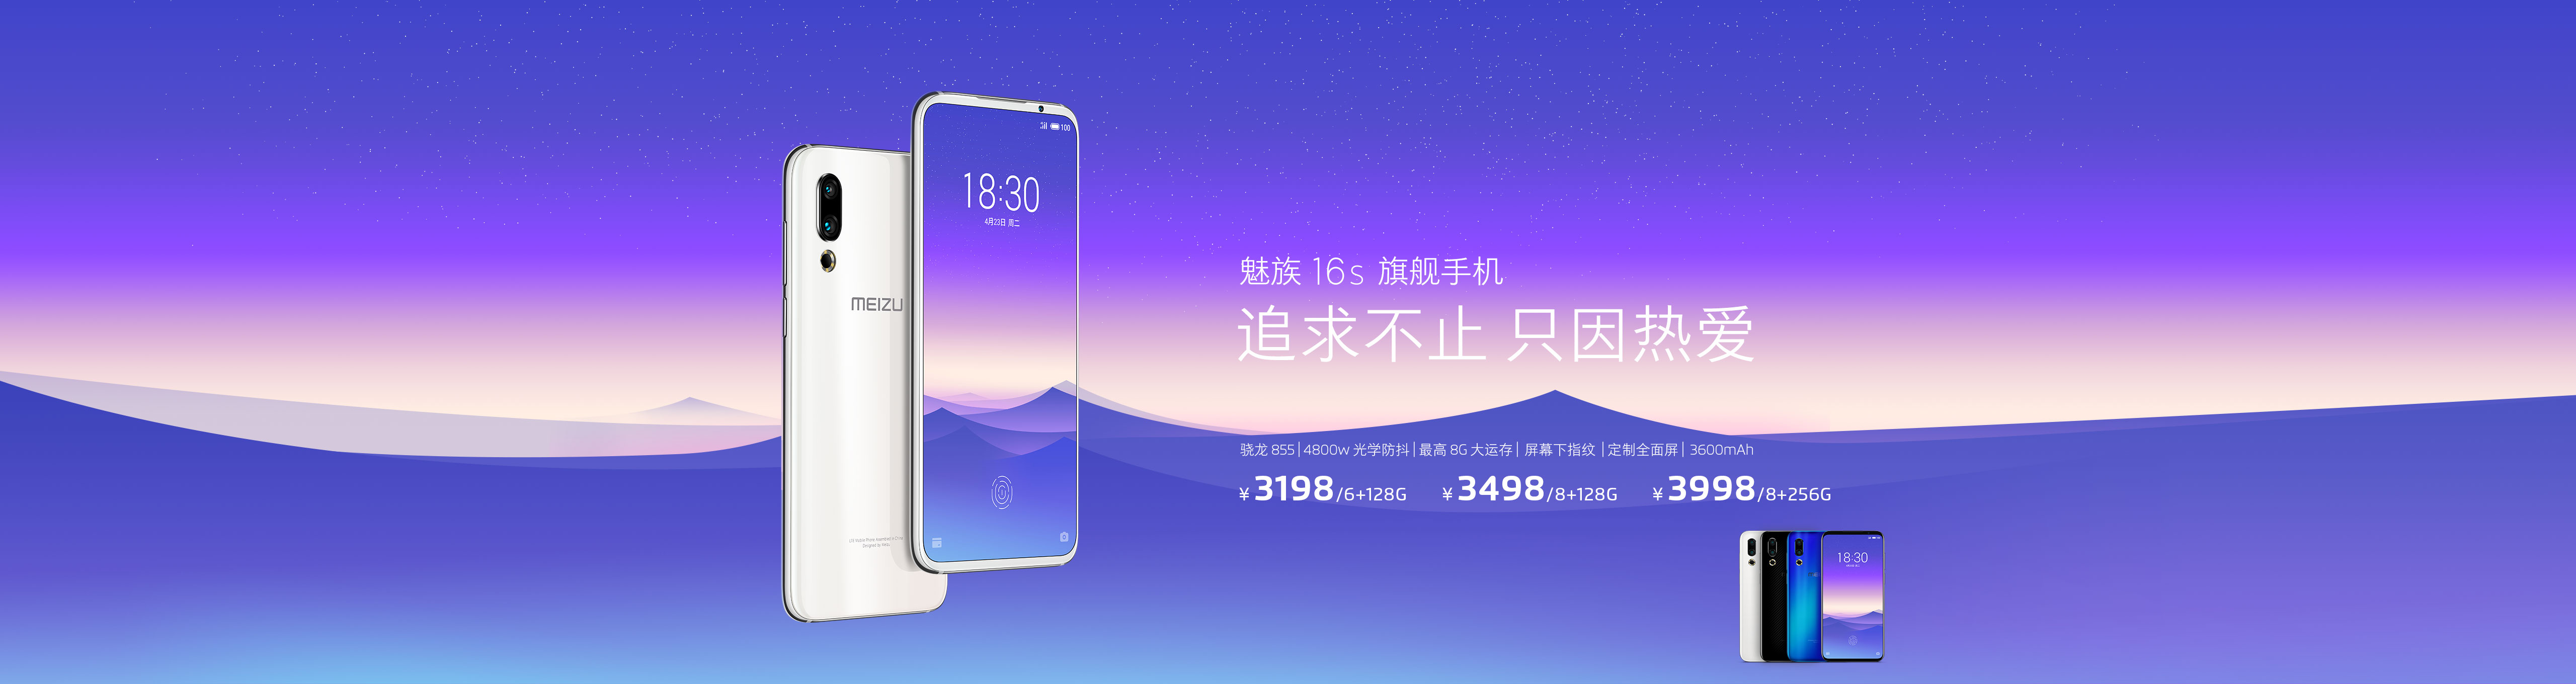 100
18:30
4月23日 周二
MEIZU
魅族 16s 旗舰手机
追求不止 只因热爱
骁龙 855|4800w 光学防抖|最高 8G 大运存| 屏幕下指纹 |定制全面屏| 3600mAh
¥ 3198/6+128G ¥ 3498/8+128G ¥ 3998/8+256G
18:30